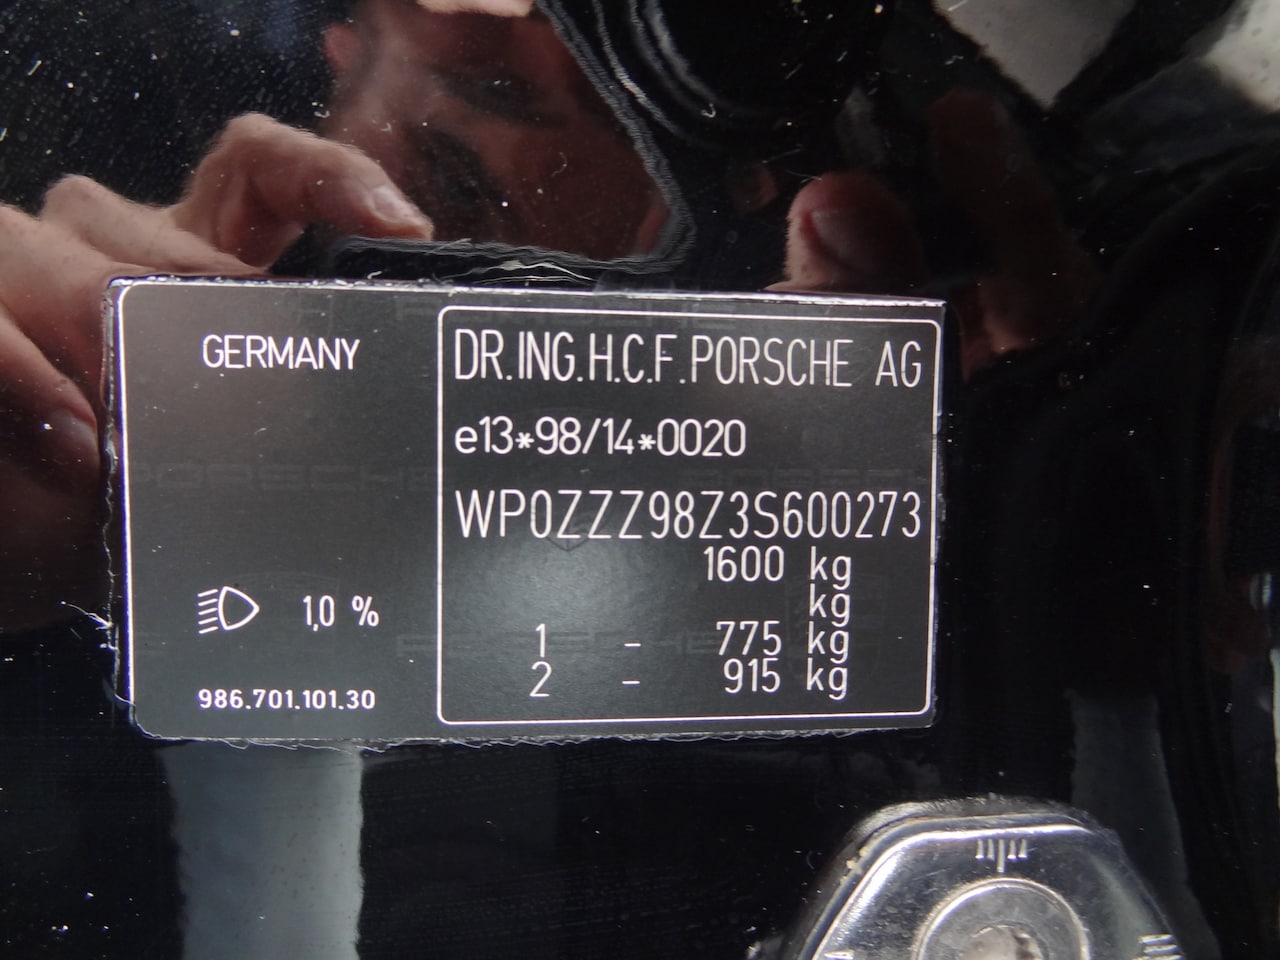 GERMANY
1,0 %
986.701.101.30
DR.ING.H.C.F.PORSCHE AG
e13*98/14*0020
WP0ZZZ98Z3S600273
1600 kg
kg
1 - 775 kg
2 - 915 kg